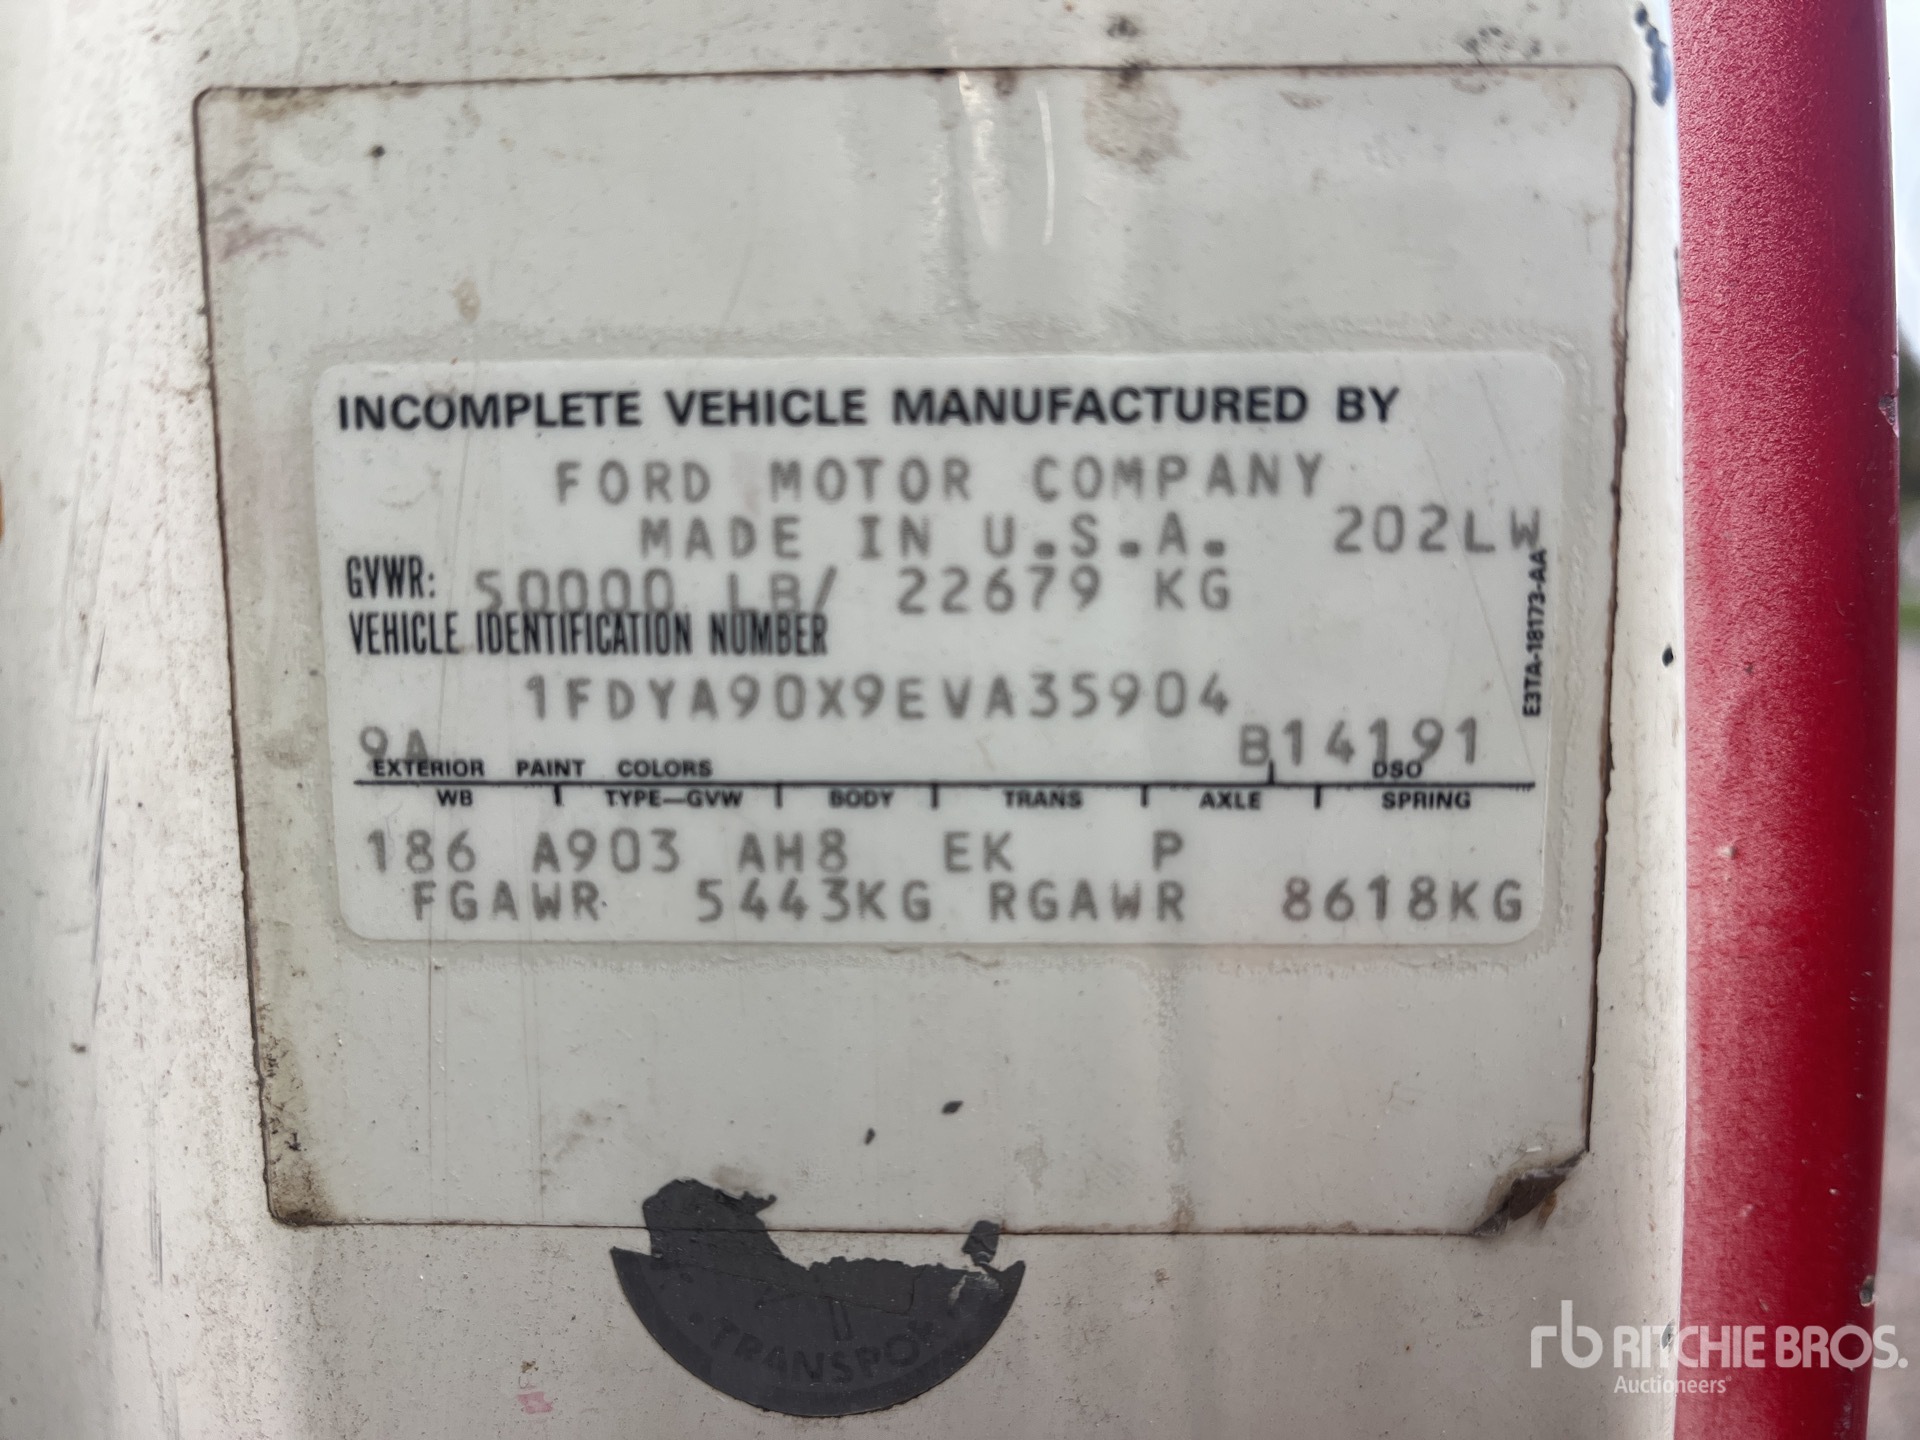 INCOMPLETE VEHICLE MANUFACTURED BY
FORD MOTOR COMPANY
MADE IN U.S.A. 202LW
GVWR: 50000 LB/ 22679 KG
VEHICLE IDENTIFICATION NUMBER
1FDYA90X9EVA35904
E3TA-18173-AA
9A B14191
EXTERIOR PAINT COLORS DSO
WB TYPE—GVW BODY TRANS AXLE SPRING
186 A903 AH8 EK P
FGAWR 5443KG RGAWR 8618KG
rb RITCHIE BROS.
Auctioneers